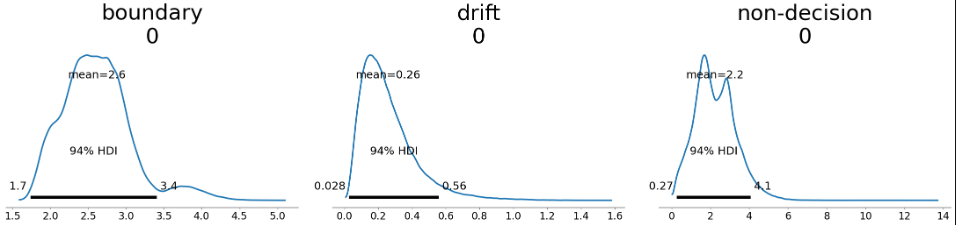 boundary
0
mean=2.6
94% HDI
1.7
3.4
1.5 2.0 2.5 3.0 3.5 4.0 4.5 5.0
drift
0
mean=0.26
94% HDI
0.028
0.56
0.0 0.2 0.4 0.6 0.8 1.0 1.2 1.4 1.6
non-decision
0
mean=2.2
94% HDI
0.27
4.1
0 2 4 6 8 10 12 14